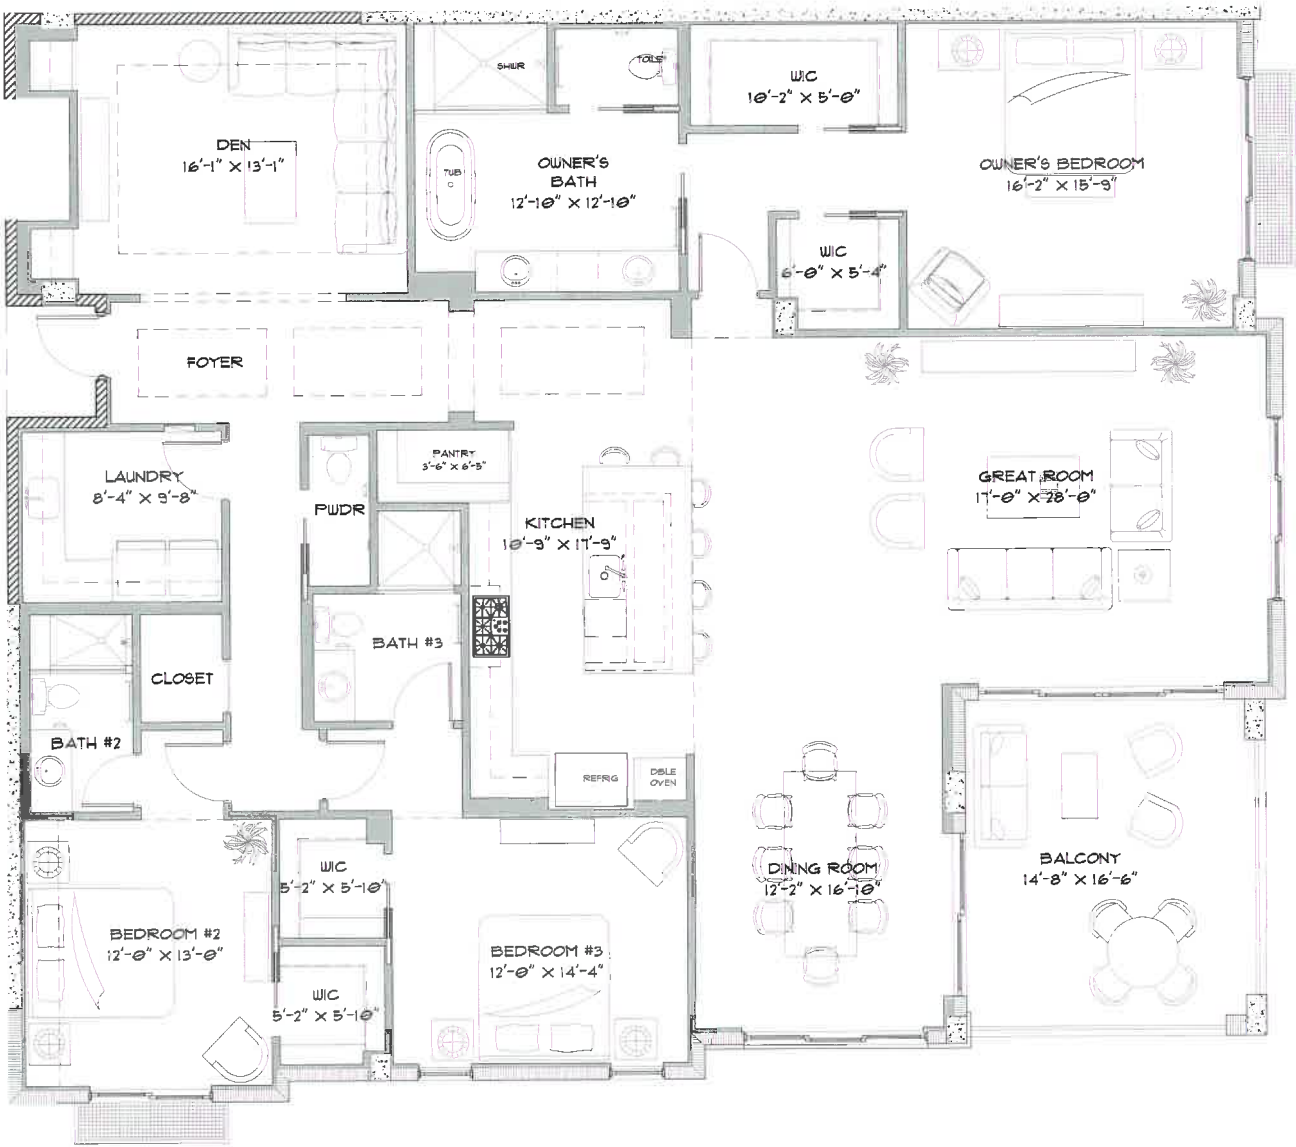 SHWR
TOILET
WIC
10'-2" X 5'-0"
DEN
16'-1" X 13'-1"
TUB
OWNER'S
BATH
12'-10" X 12'-10"
OWNER'S BEDROOM
16'-2" X 15'-9"
WIC
6'-0" X 5'-4"
FOYER
LAUNDRY
8'-4" X 9'-8"
PWDR
PANTRY
3'-6" X 6'-5"
KITCHEN
10'-9" X 17'-9"
GREAT ROOM
17'-0" X 28'-0"
BATH #3
CLOSET
BATH #2
REFRIG
DBLE
OVEN
WIC
5'-2" X 5'-10"
DINING ROOM
12'-2" X 16'-10"
BALCONY
14'-8" X 16'-6"
BEDROOM #2
12'-0" X 13'-0"
BEDROOM #3
12'-0" X 14'-4"
WIC
5'-2" X 5'-10"